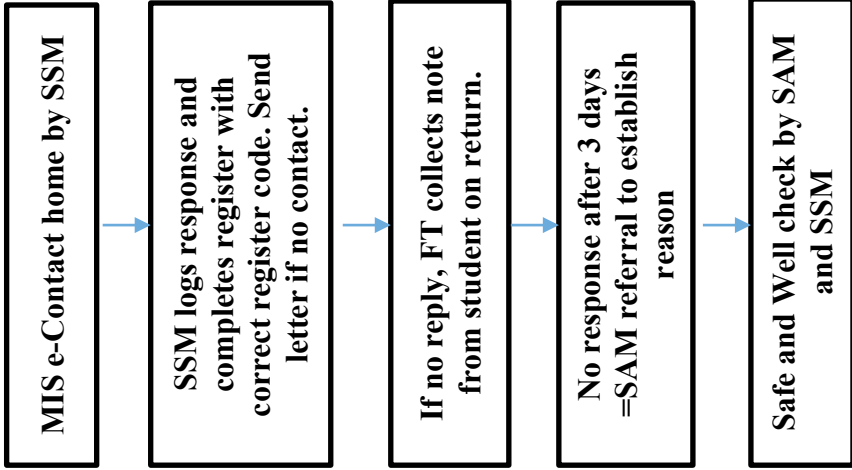 MIS e-Contact home by SSM
SSM logs response and
completes register with
correct register code. Send
letter if no contact.
If no reply, FT collects note
from student on return.
No response after 3 days
=SAM referral to establish
reason
Safe and Well check by SAM
and SSM